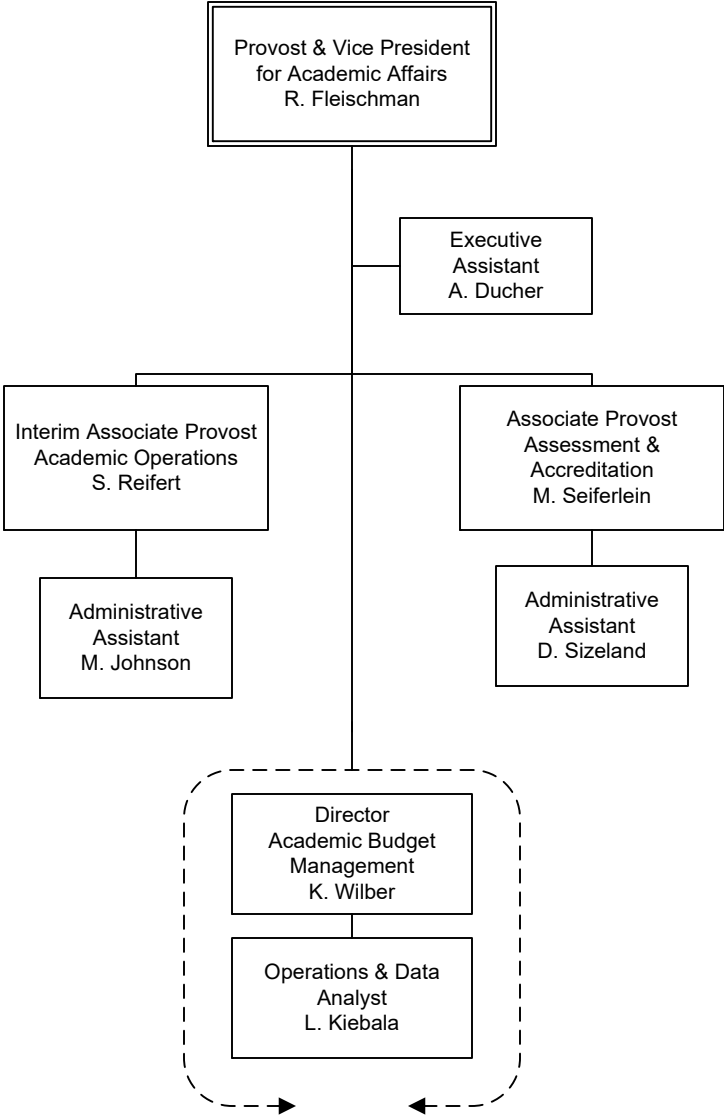 Provost & Vice President
for Academic Affairs
R. Fleischman
Executive
Assistant
A. Ducher
Interim Associate Provost
Academic Operations
S. Reifert
Associate Provost
Assessment &
Accreditation
M. Seiferlein
Administrative
Assistant
M. Johnson
Administrative
Assistant
D. Sizeland
Director
Academic Budget
Management
K. Wilber
Operations & Data
Analyst
L. Kiebala